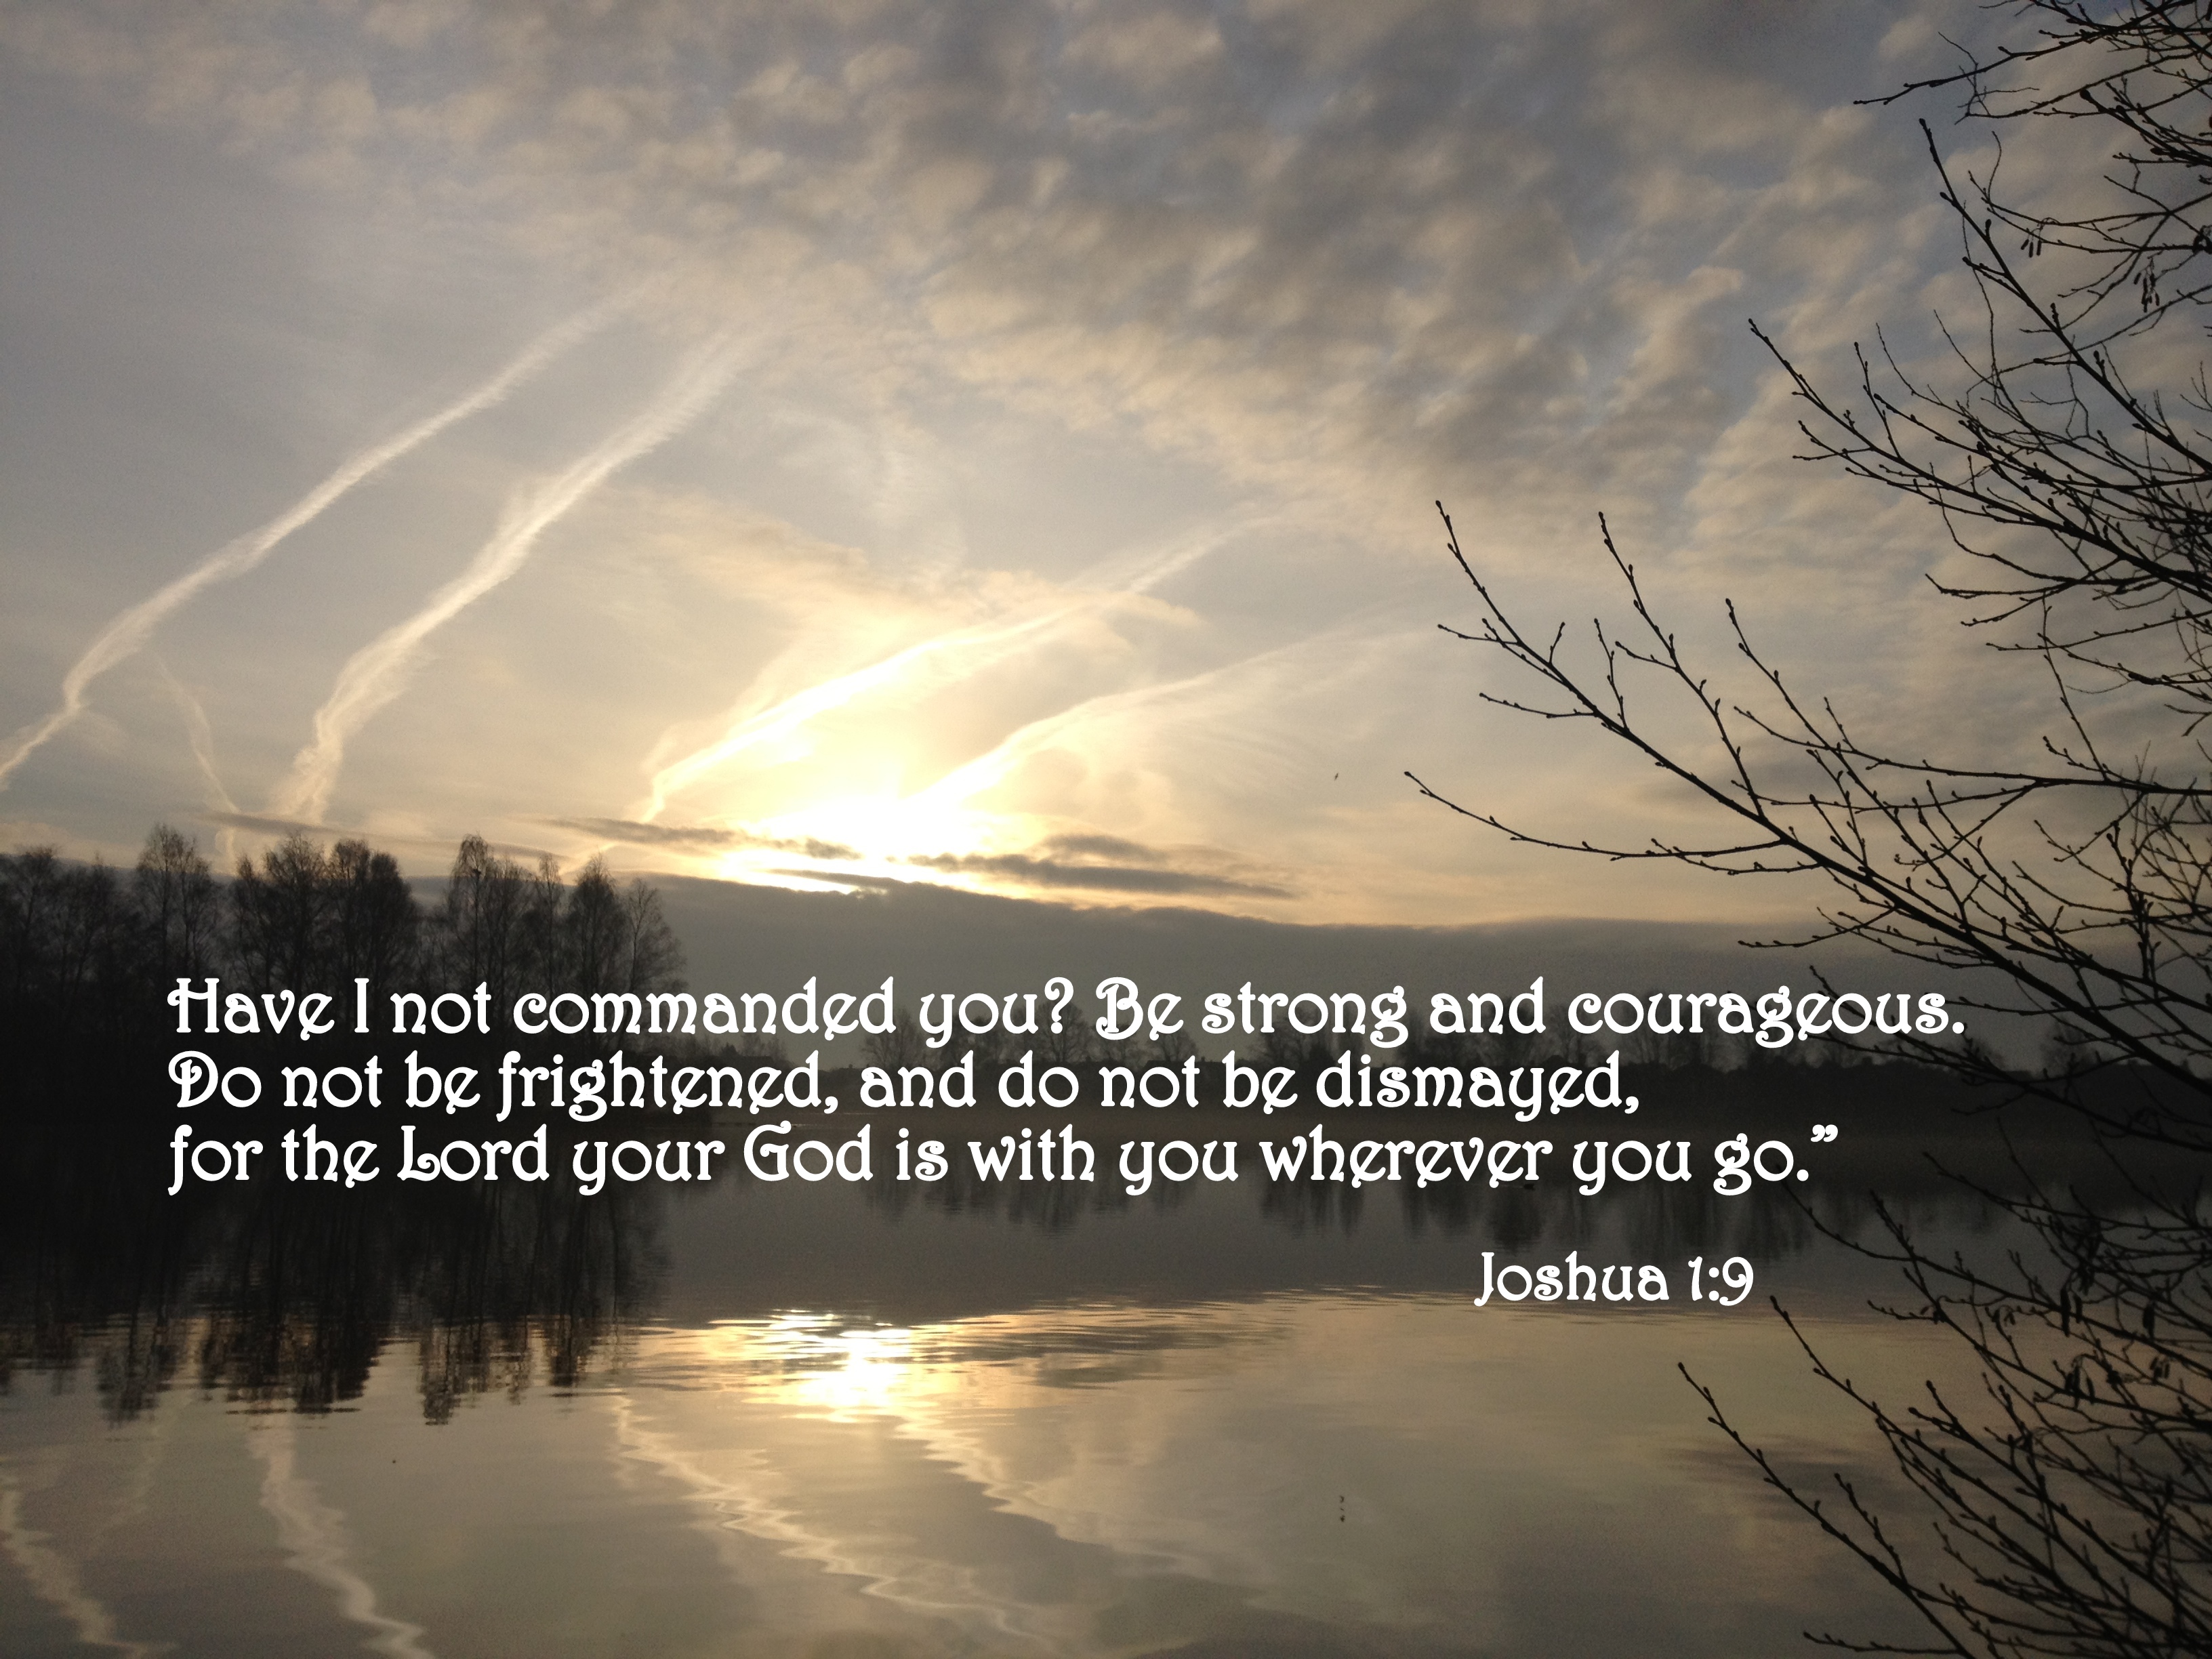 Have I not commanded you? Be strong and courageous.
Do not be frightened, and do not be dismayed,
for the Lord your God is with you wherever you go.”
Joshua 1:9